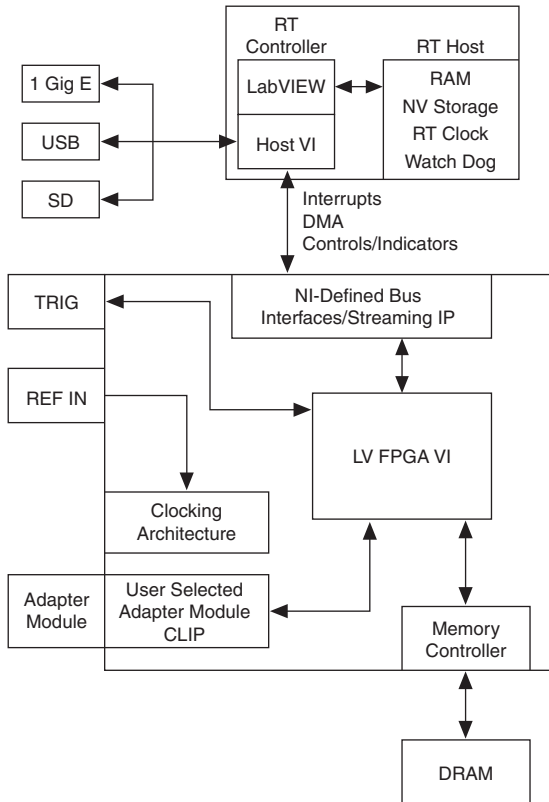 RT
Controller
RT Host
1 Gig E
LabVIEW
RAM
NV Storage
RT Clock
Watch Dog
USB
Host VI
SD
Interrupts
DMA
Controls/Indicators
TRIG
NI-Defined Bus
Interfaces/Streaming IP
REF IN
LV FPGA VI
Clocking
Architecture
Adapter
Module
User Selected
Adapter Module
CLIP
Memory
Controller
DRAM